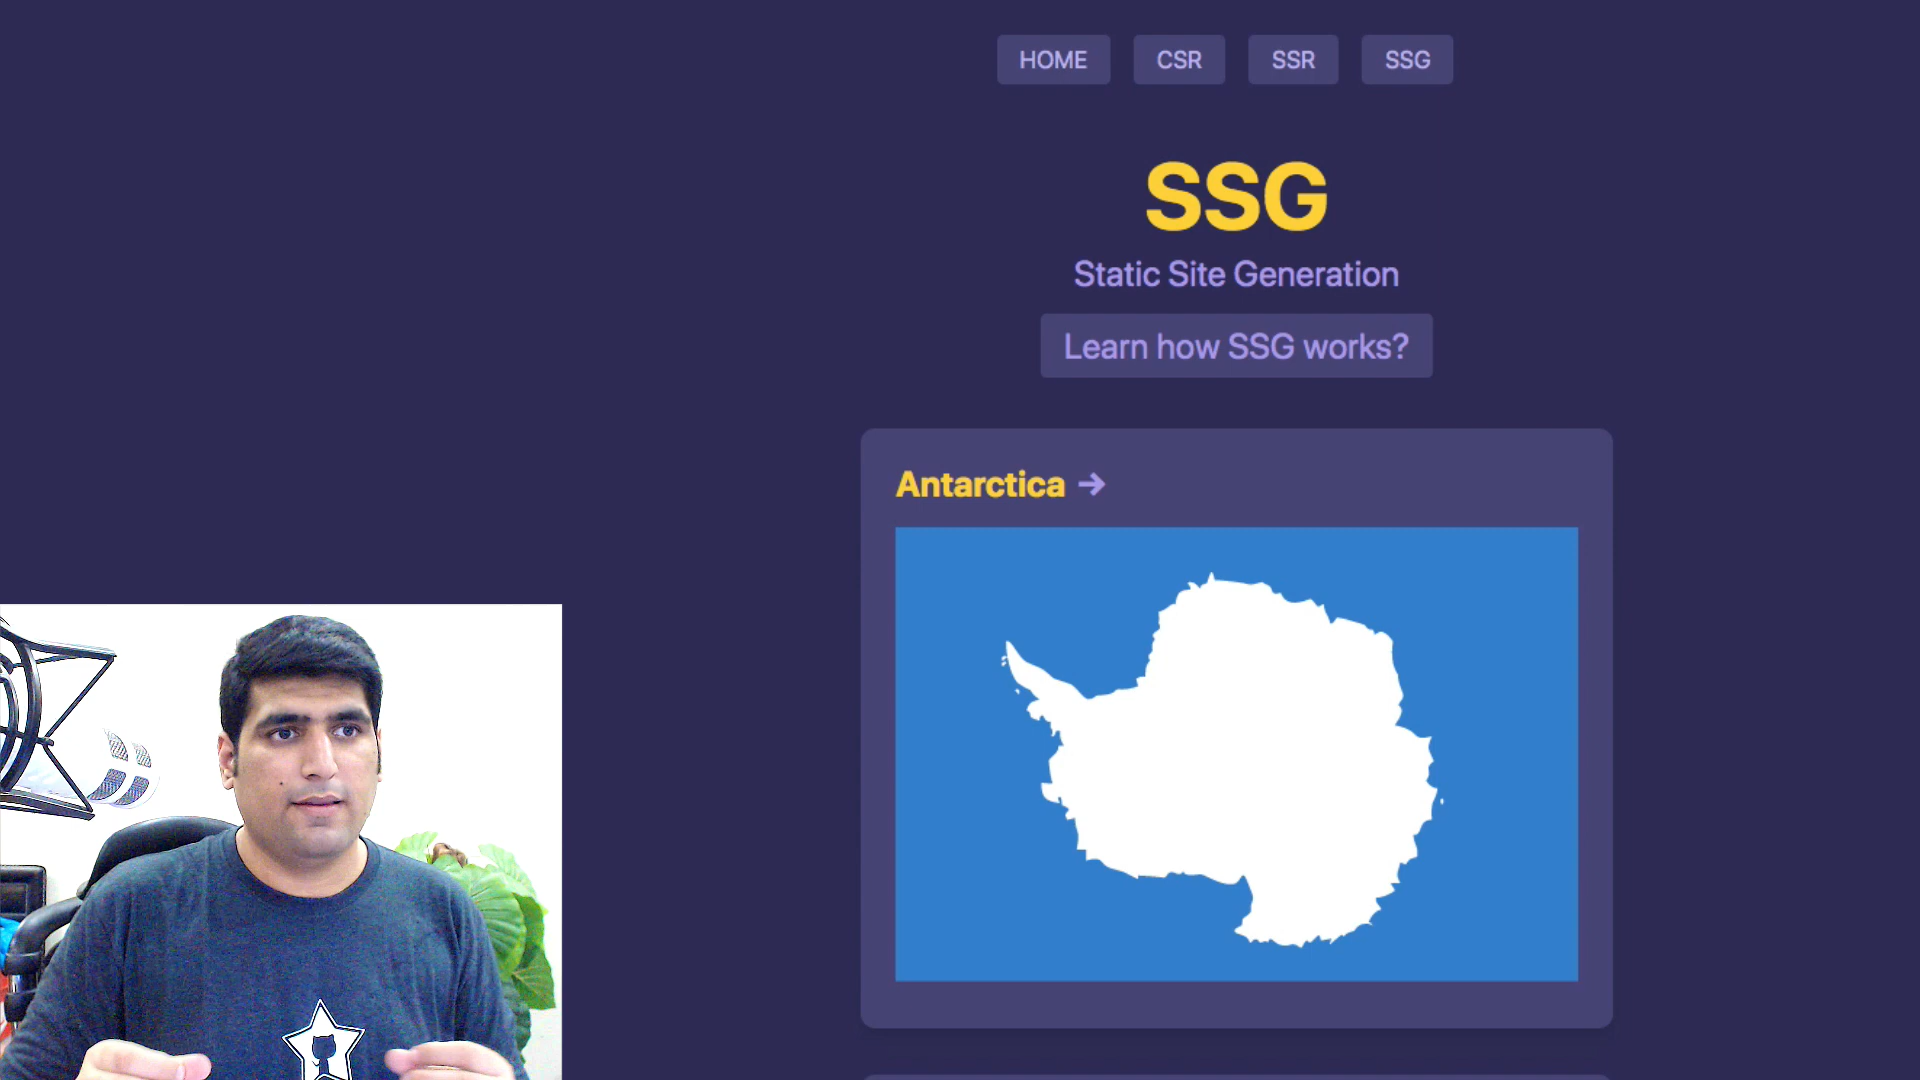 HOME CSR SSR SSG
SSG
Static Site Generation
Learn how SSG works?
Antarctica →